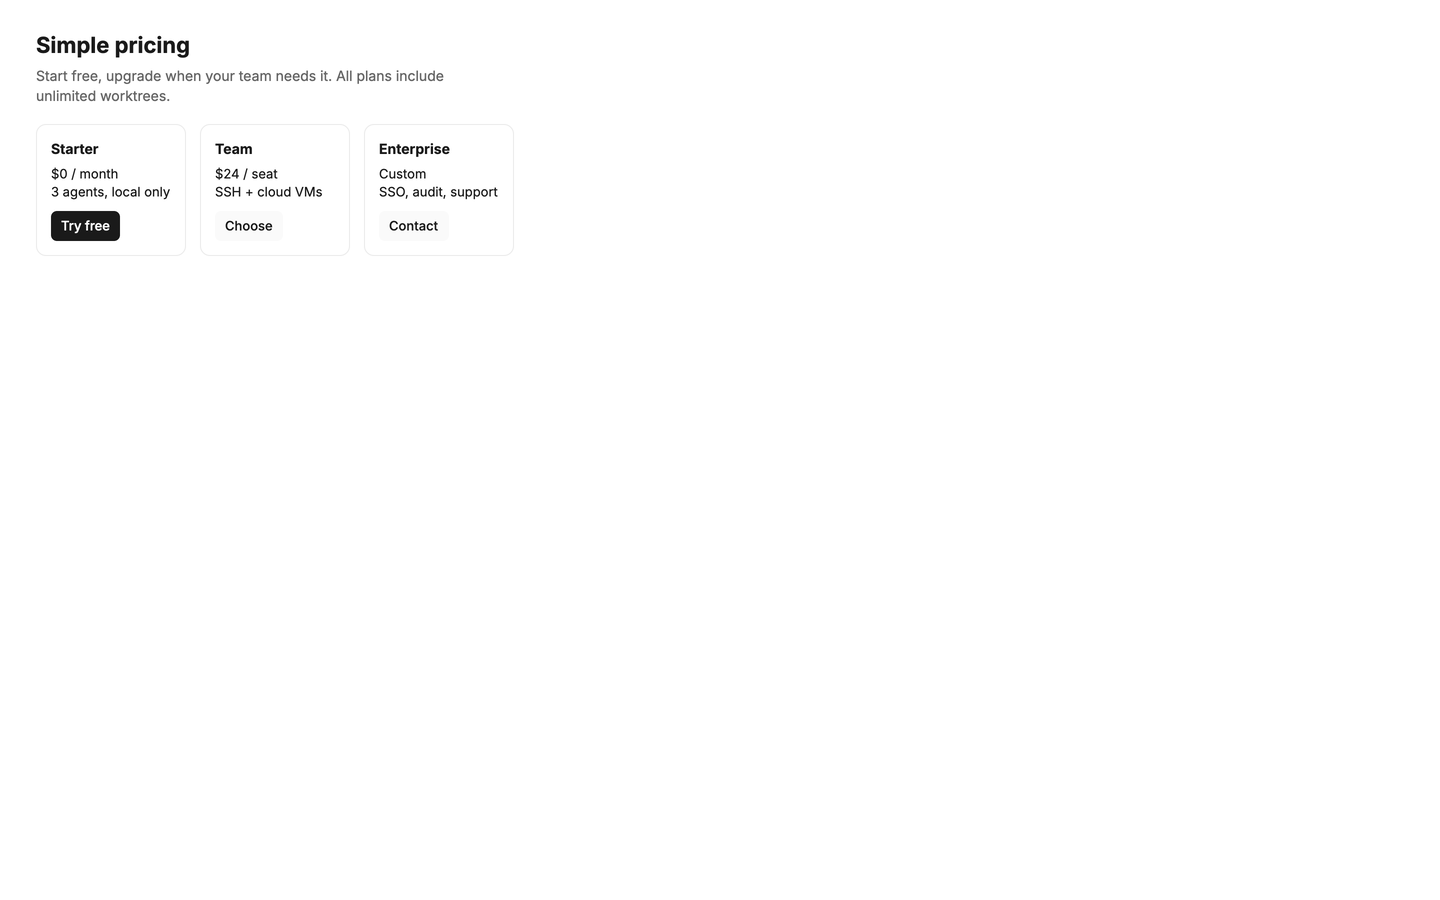 Simple pricing
Start free, upgrade when your team needs it. All plans include
unlimited worktrees.
Starter
$0 / month
3 agents, local only
Try free
Team
$24 / seat
SSH + cloud VMs
Choose
Enterprise
Custom
SSO, audit, support
Contact